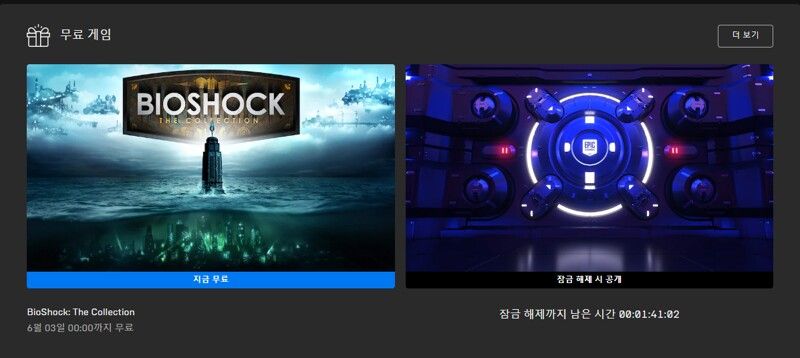 무료 게임
더 보기
BIOSHOCK
THE COLLECTION
EPIC
GAMES
지금 무료
잠금 해제 시 공개
BioShock: The Collection
6월 03일 00:00까지 무료
잠금 해제까지 남은 시간 00:01:41:02